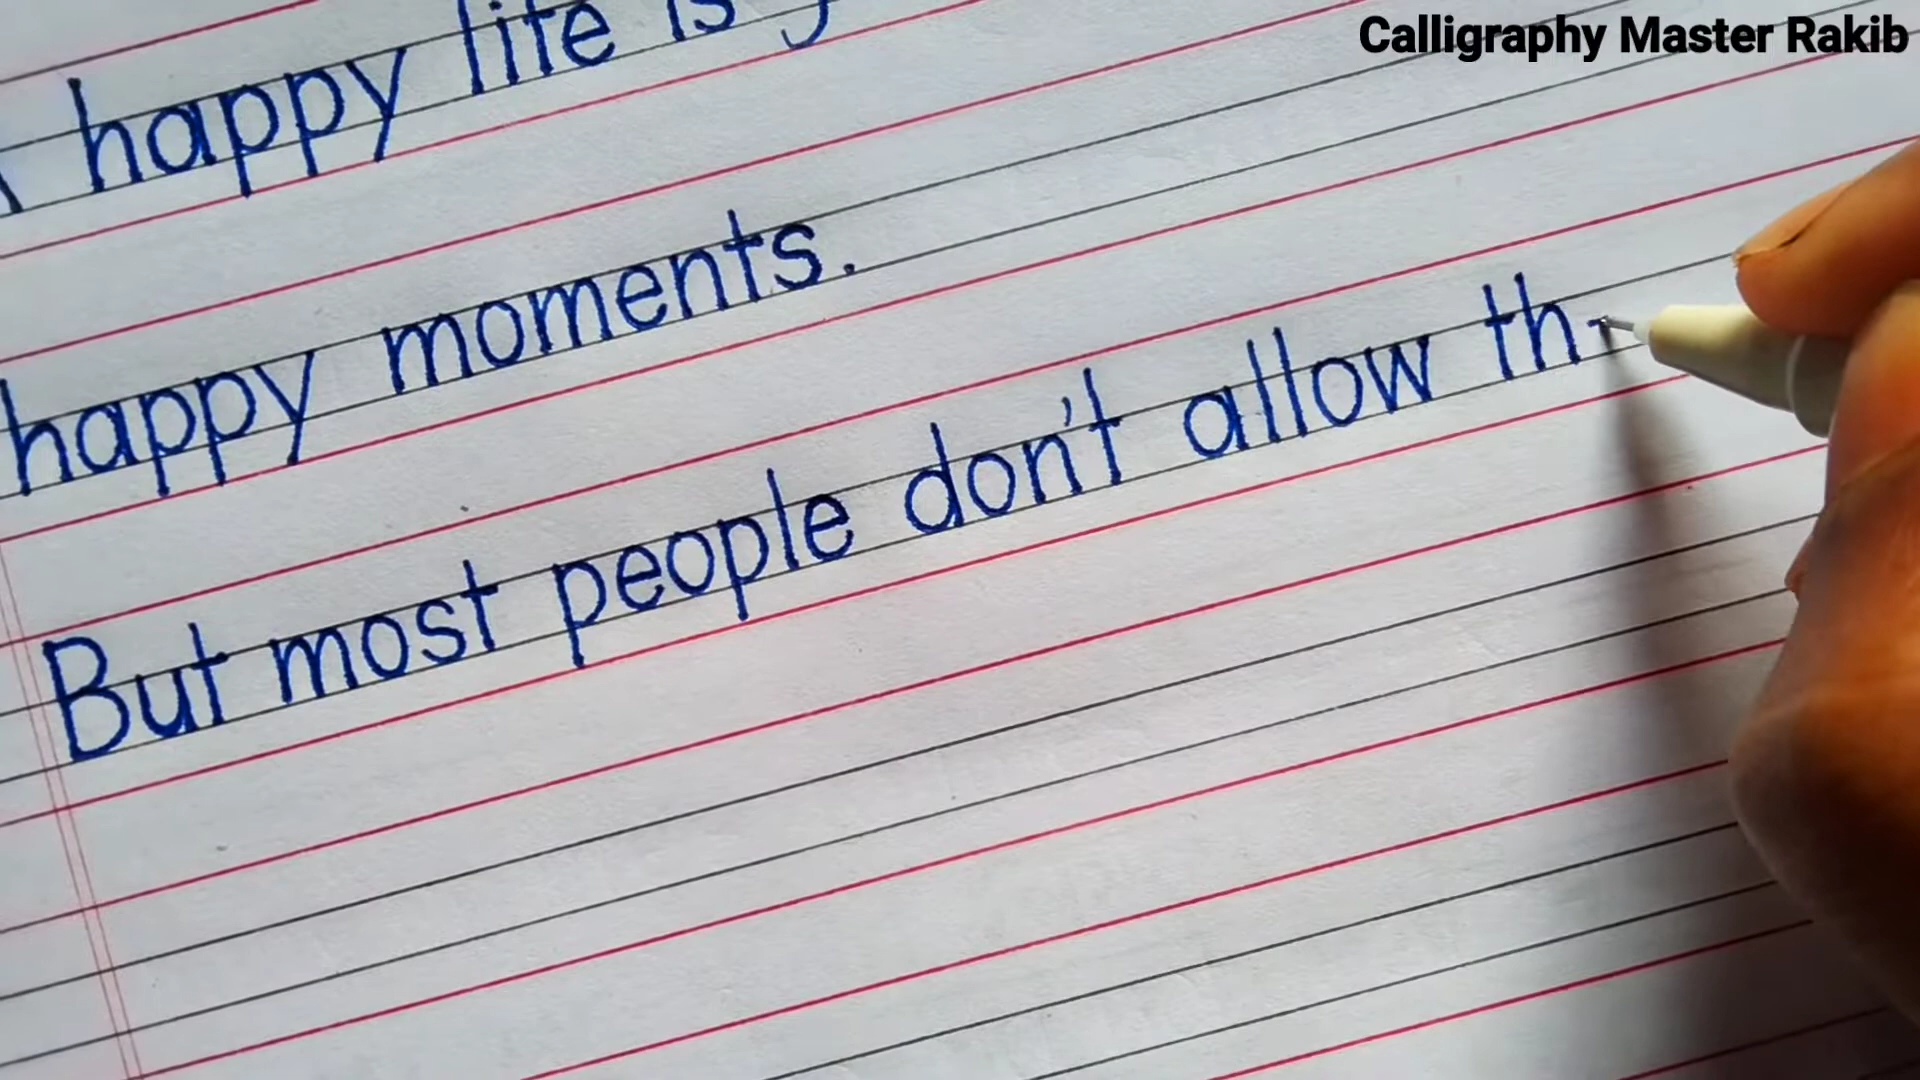 Calligraphy Master Rakib
happy life is
happy moments.
But most people don't allow th